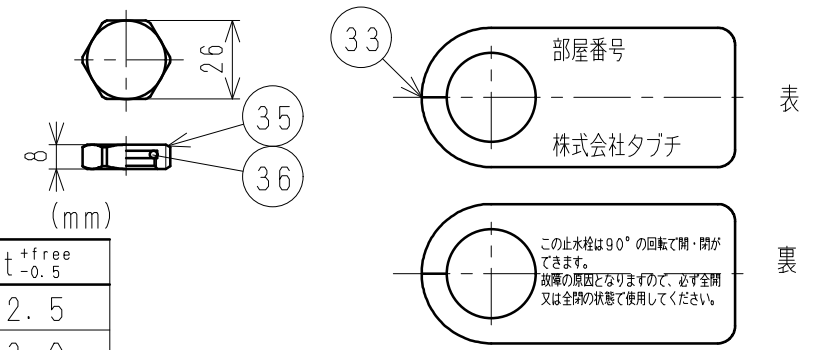 26
8
35
36
(mm)
t +free -0.5
2.5
33
部屋番号
株式会社タブチ
表
この止水栓は90°の回転で開・閉が
できます。
故障の原因となりますので、必ず全開
又は全閉の状態で使用してください。
裏